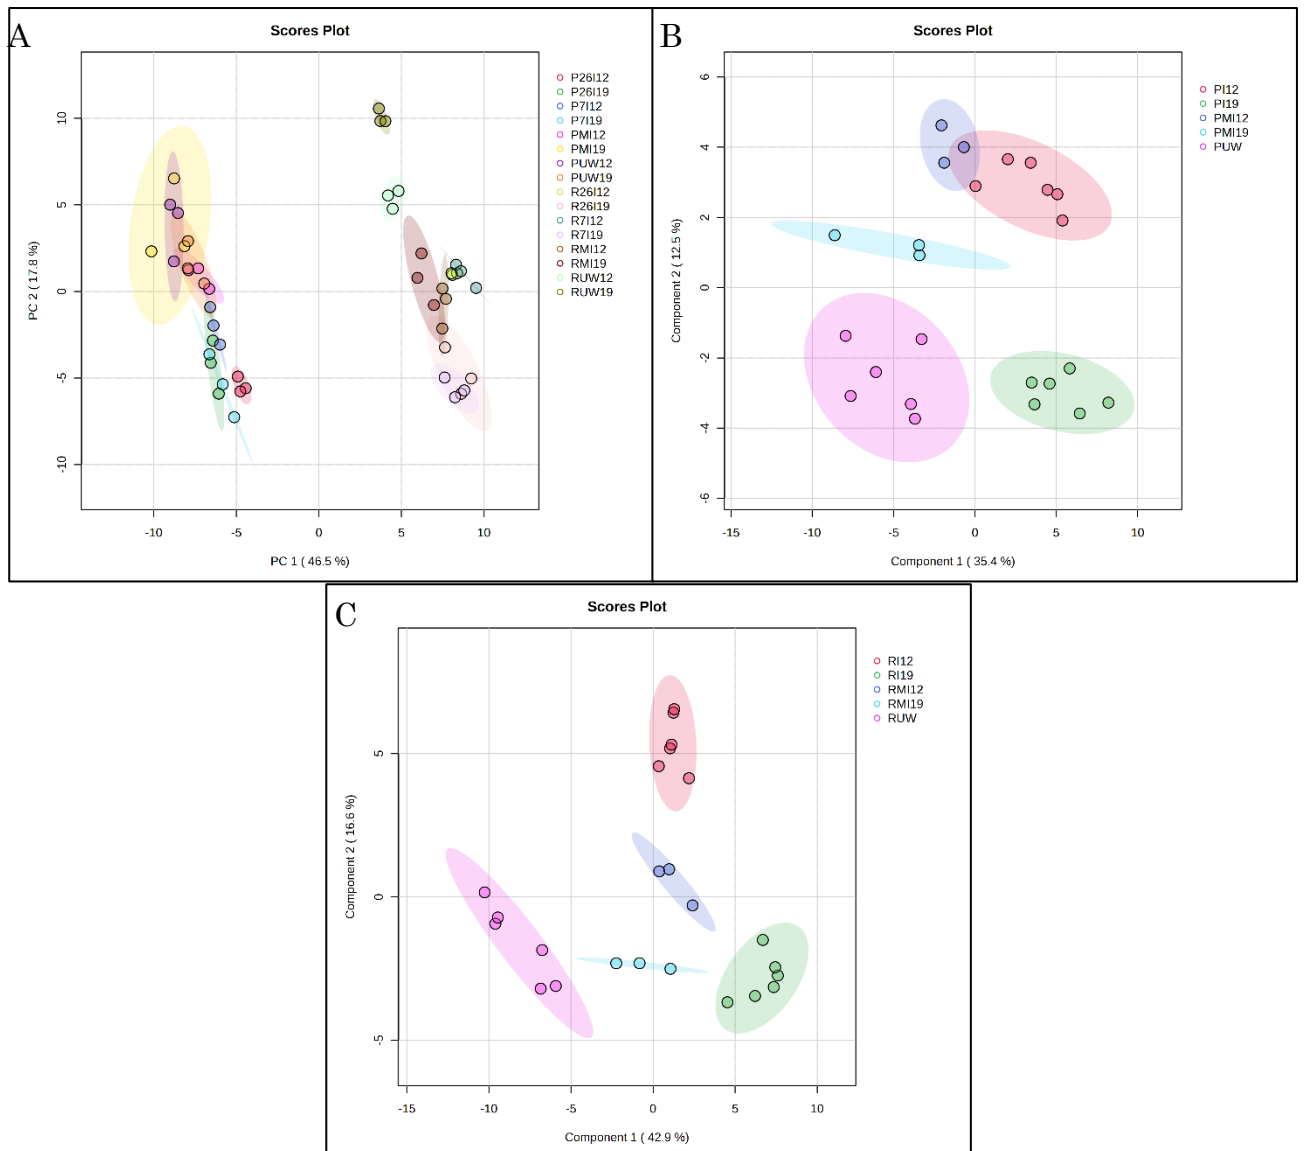 A
Scores Plot
PC 2 ( 17.8 %)
10
5
0
-5
-10
-10
-5
0
5
10
PC 1 ( 46.5 %)
P26I12
P26I19
P7I12
P7I19
PMI12
PMI19
PUW12
PUW19
R26I12
R26I19
R7I12
R7I19
RMI12
RMI19
RUW12
RUW19
B
Scores Plot
Component 2 ( 12.5 %)
6
4
2
0
-2
-4
-6
-15
-10
-5
0
5
10
Component 1 ( 35.4 %)
PI12
PI19
PMI12
PMI19
PUW
C
Scores Plot
Component 2 ( 16.6 %)
5
0
-5
-15
-10
-5
0
5
10
Component 1 ( 42.9 %)
RI12
RI19
RMI12
RMI19
RUW